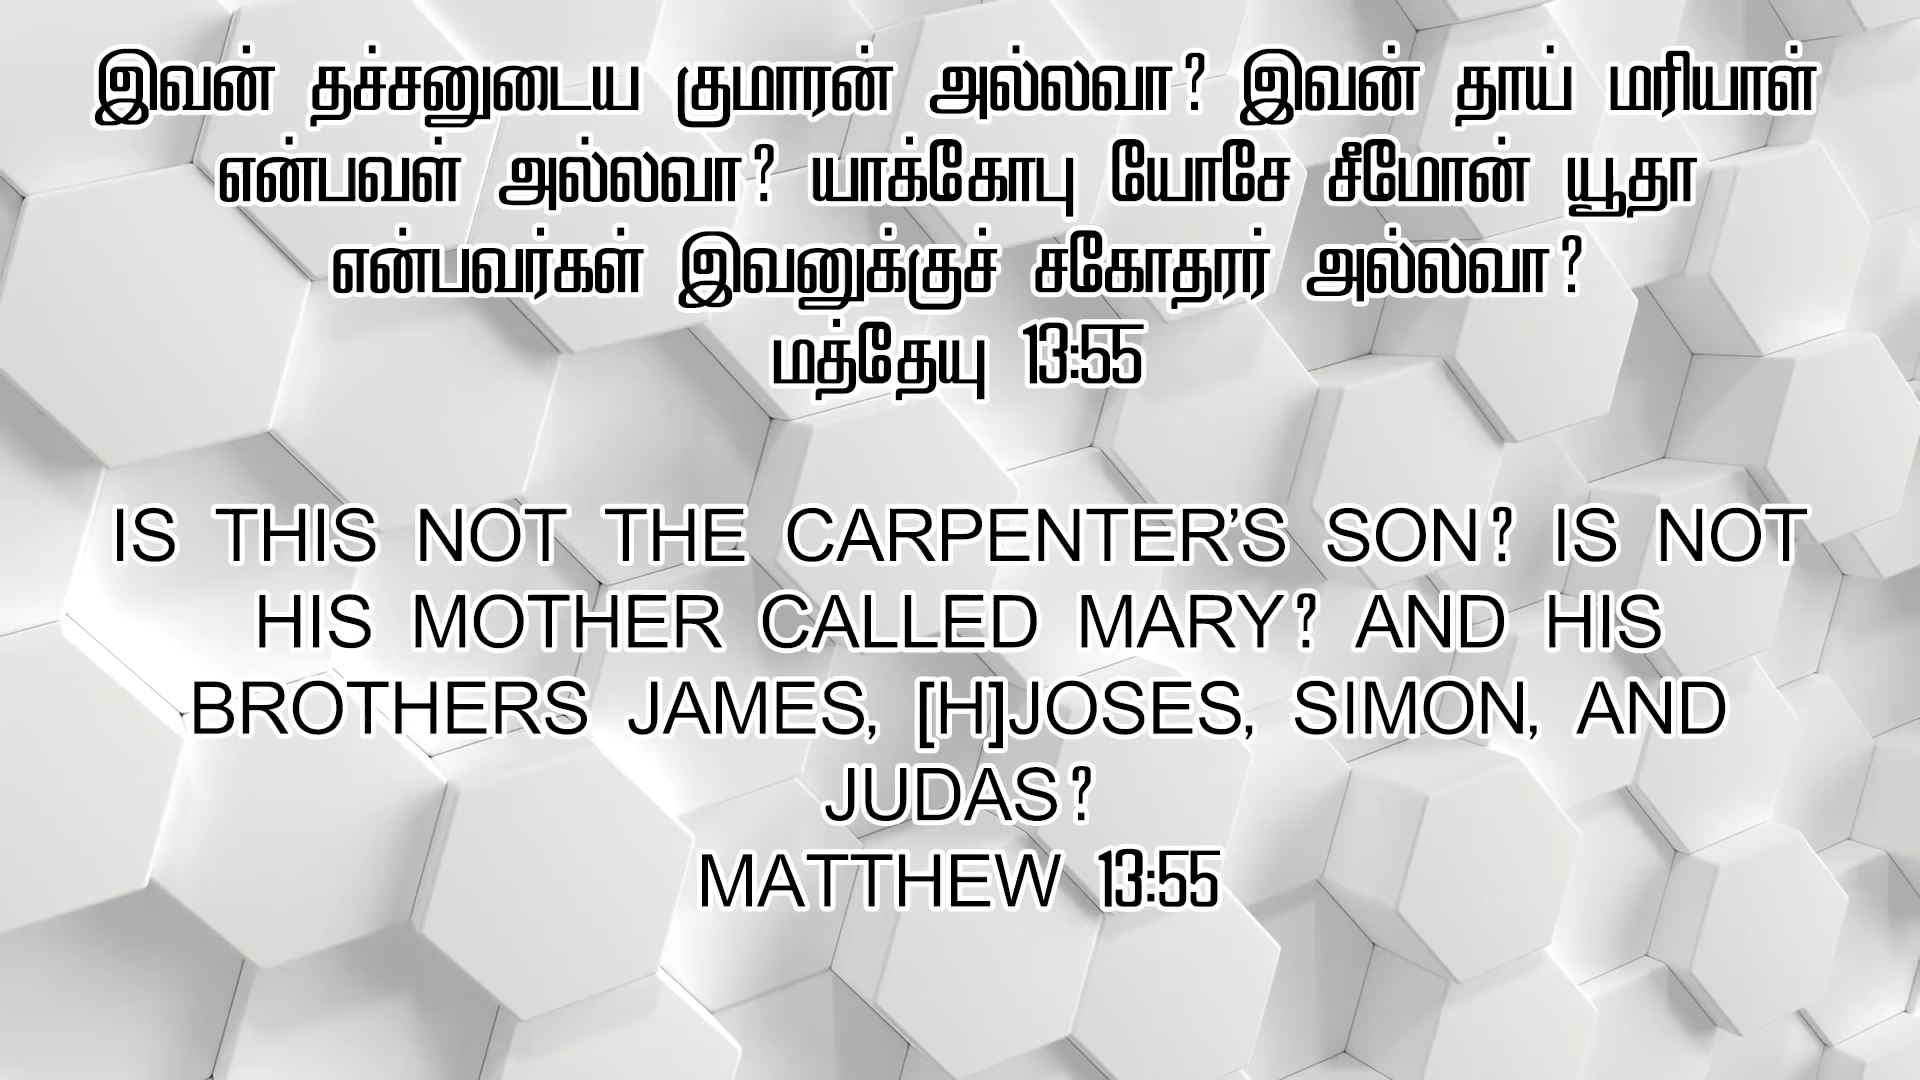 இவன் தச்சனுடைய குமாரன் அல்லவா? இவன் தாய் மரியாள்
என்பவள் அல்லவா? யாக்கோபு யோசே சீமோன் யூதா
என்பவர்கள் இவனுக்குச் சகோதரர் அல்லவா?
மத்தேயு 13:55
IS THIS NOT THE CARPENTER’S SON? IS NOT
HIS MOTHER CALLED MARY? AND HIS
BROTHERS JAMES, [H]JOSES, SIMON, AND
JUDAS?
MATTHEW 13:55